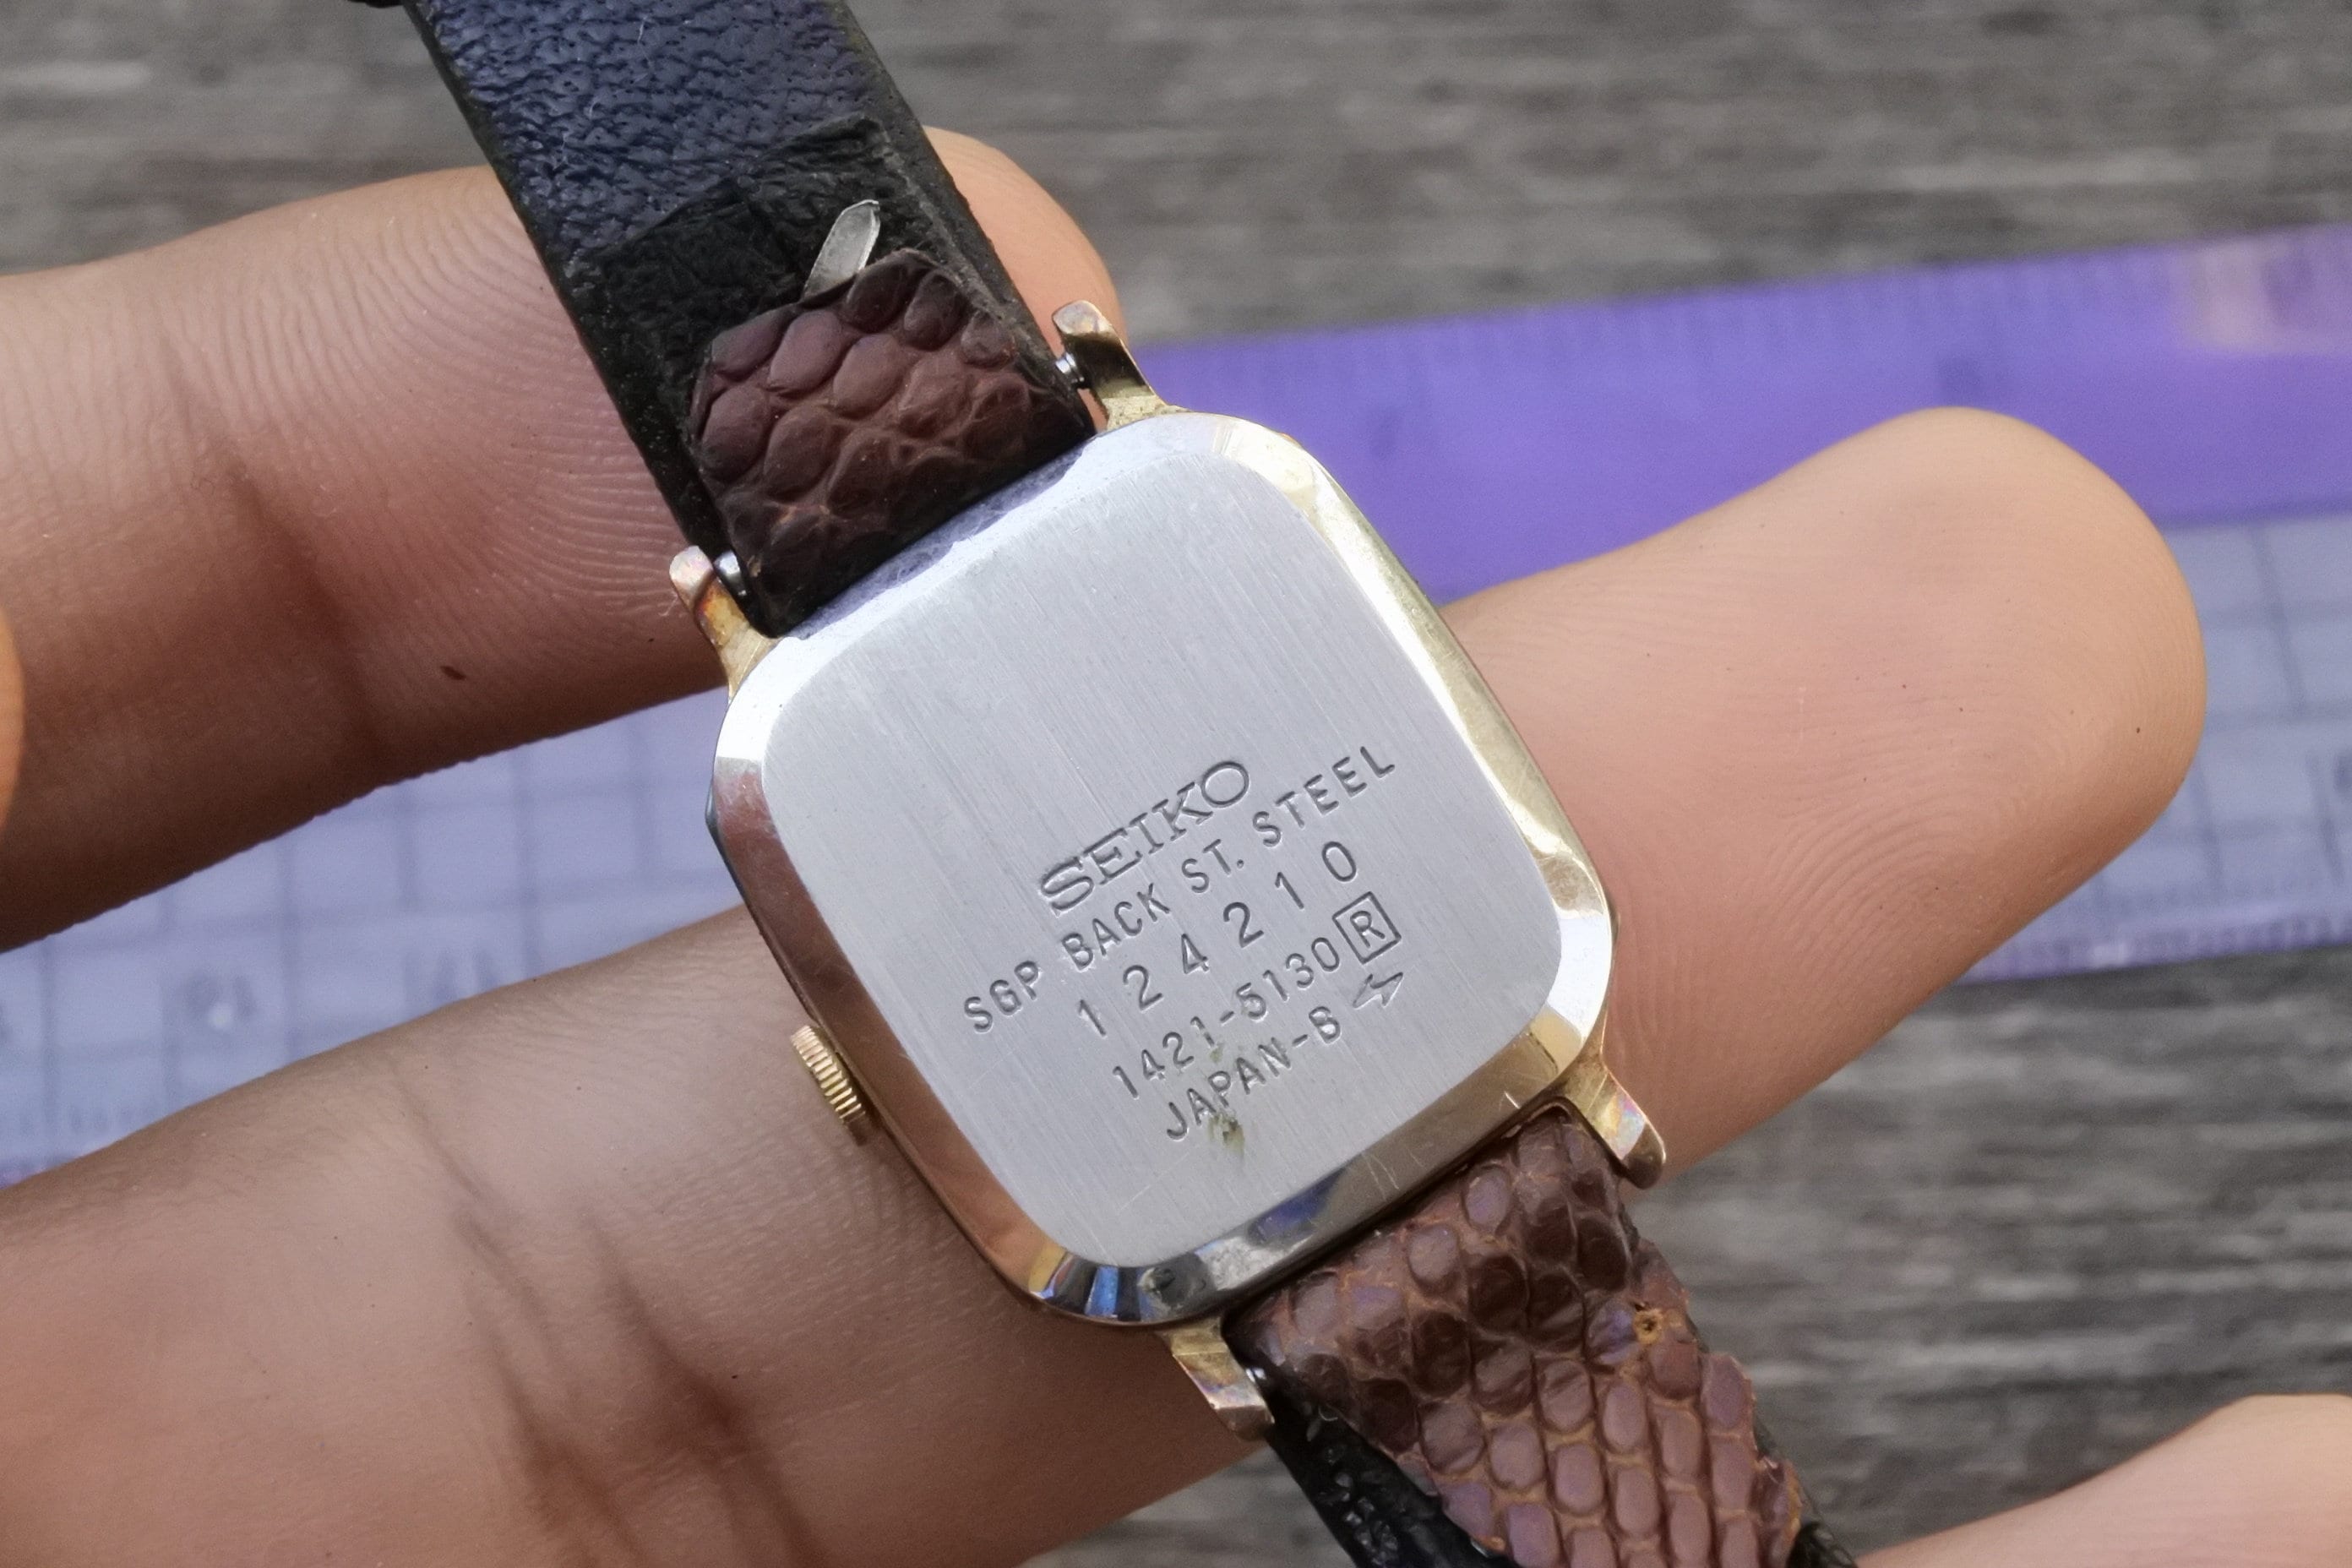 SEIKO
SGP BACK ST. STEEL
124210
1421-5130 R
JAPAN-B